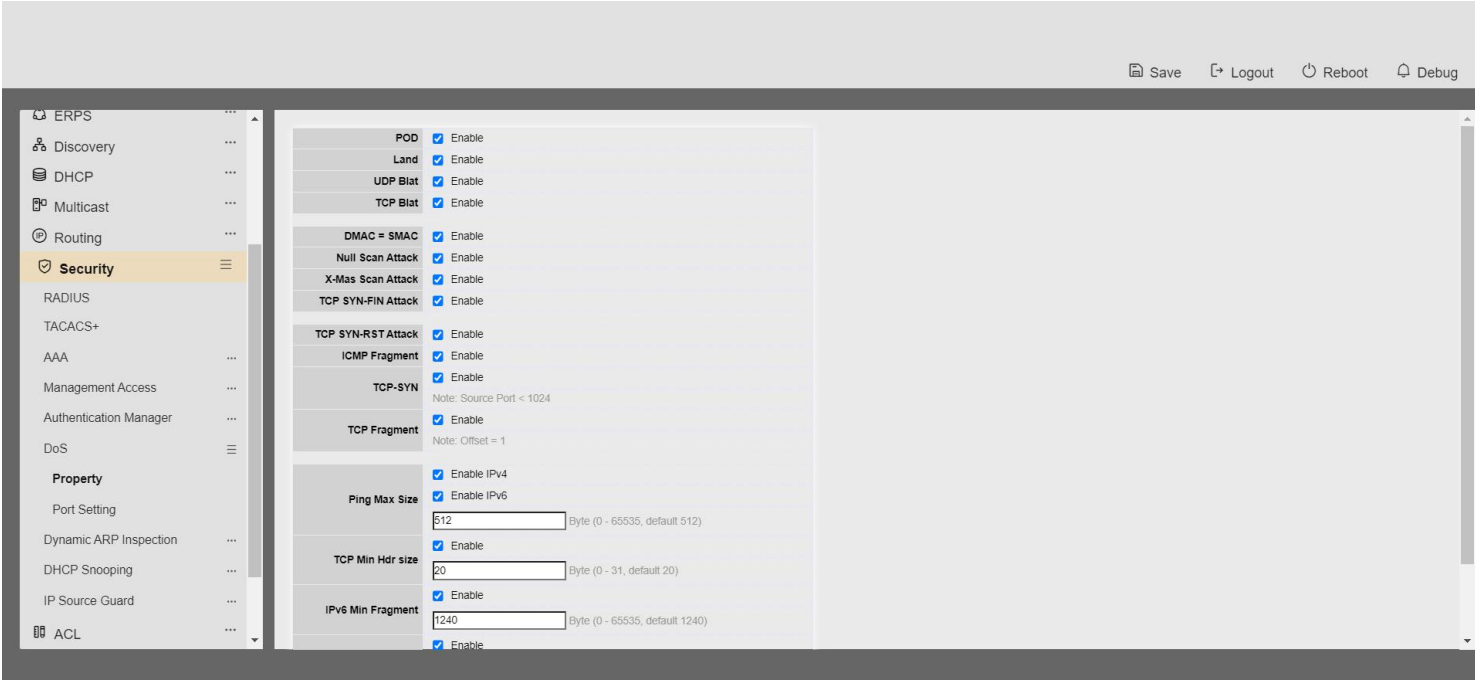 Save Logout Reboot Debug
ERPS ...
Discovery ...
DHCP ...
Multicast ...
Routing ...
Security
RADIUS
TACACS+
AAA ...
Management Access ...
Authentication Manager ...
DoS
Property
Port Setting
Dynamic ARP Inspection ...
DHCP Snooping ...
IP Source Guard ...
ACL ...
POD Enable
Land Enable
UDP Blat Enable
TCP Blat Enable
DMAC = SMAC Enable
Null Scan Attack Enable
X-Mas Scan Attack Enable
TCP SYN-FIN Attack Enable
TCP SYN-RST Attack Enable
ICMP Fragment Enable
TCP-SYN Enable
Note: Source Port < 1024
TCP Fragment Enable
Note: Offset = 1
Enable IPv4
Ping Max Size Enable IPv6
512 Byte (0 - 65535, default 512)
TCP Min Hdr size Enable
20 Byte (0 - 31, default 20)
IPv6 Min Fragment Enable
1240 Byte (0 - 65535, default 1240)
Enable